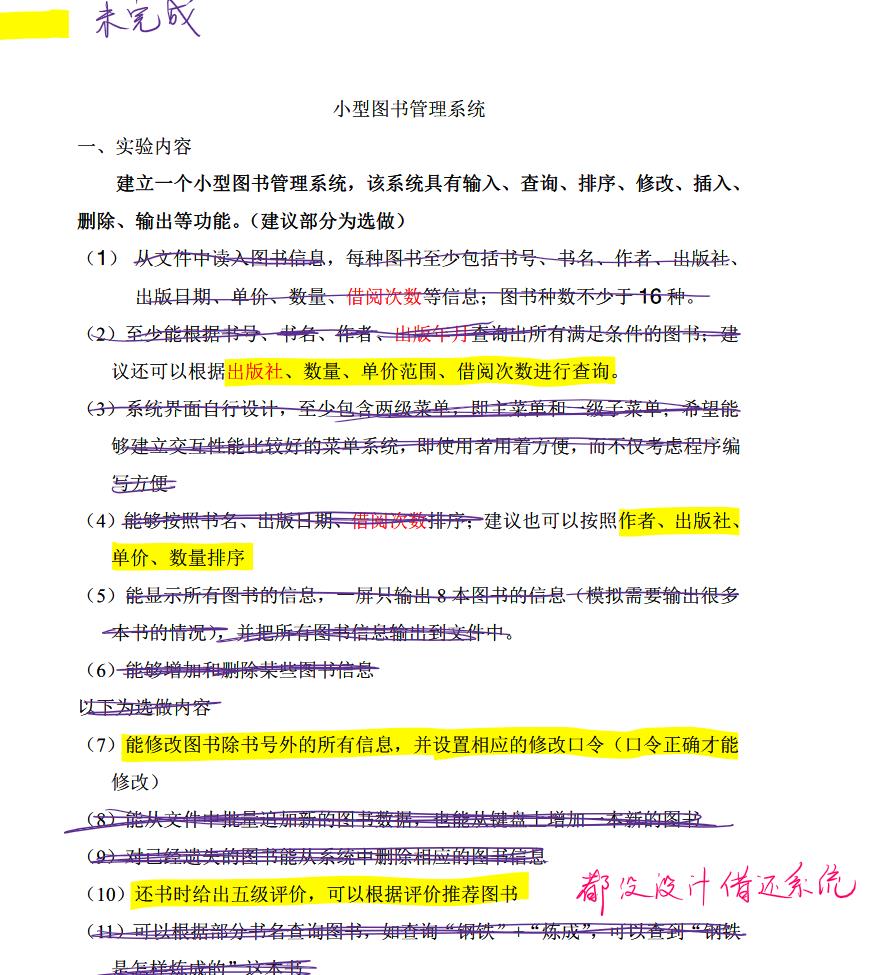 未完成
小型图书管理系统
一、实验内容
建立一个小型图书管理系统，该系统具有输入、查询、排序、修改、插入、
删除、输出等功能。（建议部分为选做）
（1） 从文件中读入图书信息，每种图书至少包括书号、书名、作者、出版社、
出版日期、单价、数量、借阅次数等信息；图书种数不少于 16 种。
（2）至少能根据书号、书名、作者、出版年月查询出所有满足条件的图书；建
议还可以根据出版社、数量、单价范围、借阅次数进行查询。
（3）系统界面自行设计，至少包含两级菜单，即主菜单和一级子菜单，希望能
够建立交互性能比较好的菜单系统，即使用者用着方便，而不仅考虑程序编
写方便
（4）能够按照书名、出版日期、借阅次数排序；建议也可以按照作者、出版社、
单价、数量排序
（5）能显示所有图书的信息，一屏只输出 8 本图书的信息（模拟需要输出很多
本书的情况），并把所有图书信息输出到文件中。
（6）能够增加和删除某些图书信息
以下为选做内容
（7）能修改图书除书号外的所有信息，并设置相应的修改口令（口令正确才能
修改）
（8）能从文件中批量追加新的图书数据，也能从键盘上增加一本新的图书
（9）对已经遗失的图书能从系统中删除相应的图书信息
（10）还书时给出五级评价，可以根据评价推荐图书
都没设计借还系统
（11）可以根据部分书名查询图书，如查询“钢铁”+“炼成”，可以查到“钢铁
是怎样炼成的”这本书